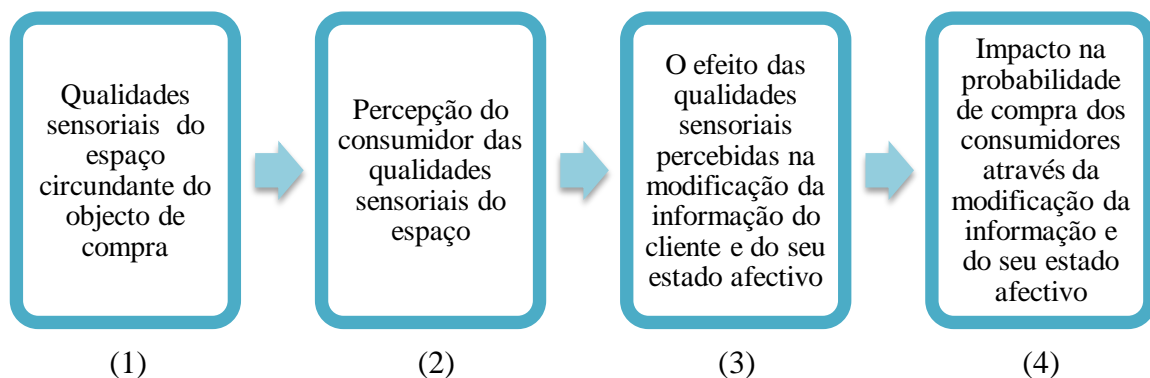 Qualidades
sensoriais do
espaço
circundante do
objecto de
compra
Percepção do
consumidor das
qualidades
sensoriais do
espaço
O efeito das
qualidades
sensoriais
percebidas na
modificação da
informação do
cliente e do seu
estado afectivo
Impacto na
probabilidade
de compra dos
consumidores
através da
modificação da
informação e
do seu estado
afectivo
(1)
(2)
(3)
(4)